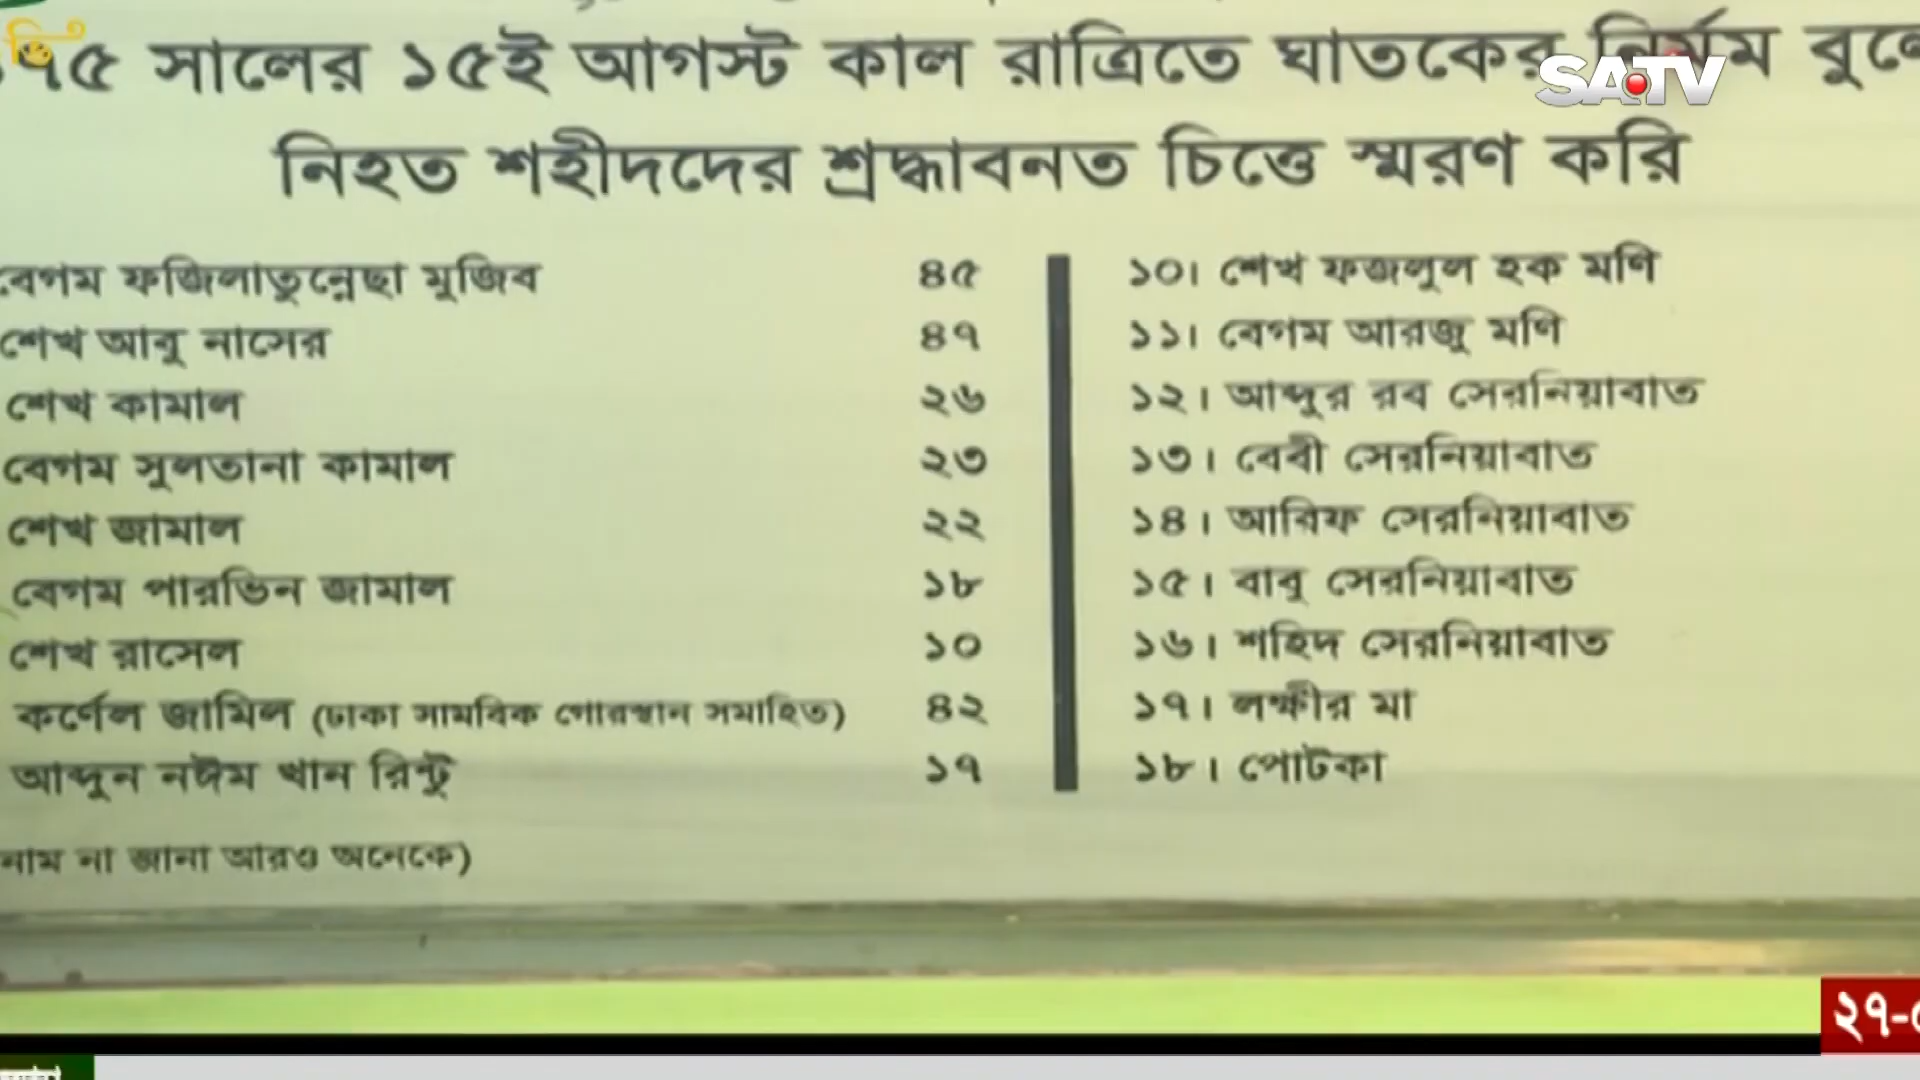 ৭৫ সালের ১৫ই আগস্ট কাল রাত্রিতে ঘাতকের নির্মম
SATV
নিহত শহীদদের শ্রদ্ধাবনত চিত্তে স্মরণ করি
বেগম ফজিলাতুন্নেছা মুজিব ৪৫
শেখ আবু নাসের ৪৭
শেখ কামাল ২৬
বেগম সুলতানা কামাল ২৩
শেখ জামাল ২২
বেগম পারভিন জামাল ১৮
শেখ রাসেল ১০
কর্ণেল জামিল (ঢাকা সামরিক গোরস্থান সমাহিত) ৪২
আব্দুন নঈম খান রিন্টু ১৭
নাম না জানা আরও অনেকে)
১০। শেখ ফজলুল হক মণি
১১। বেগম আরজু মণি
১২। আব্দুর রব সেরনিয়াবাত
১৩। বেবী সেরনিয়াবাত
১৪। আরিফ সেরনিয়াবাত
১৫। বাবু সেরনিয়াবাত
১৬। শহিদ সেরনিয়াবাত
১৭। লক্ষীর মা
১৮। পোটকা
২৭-